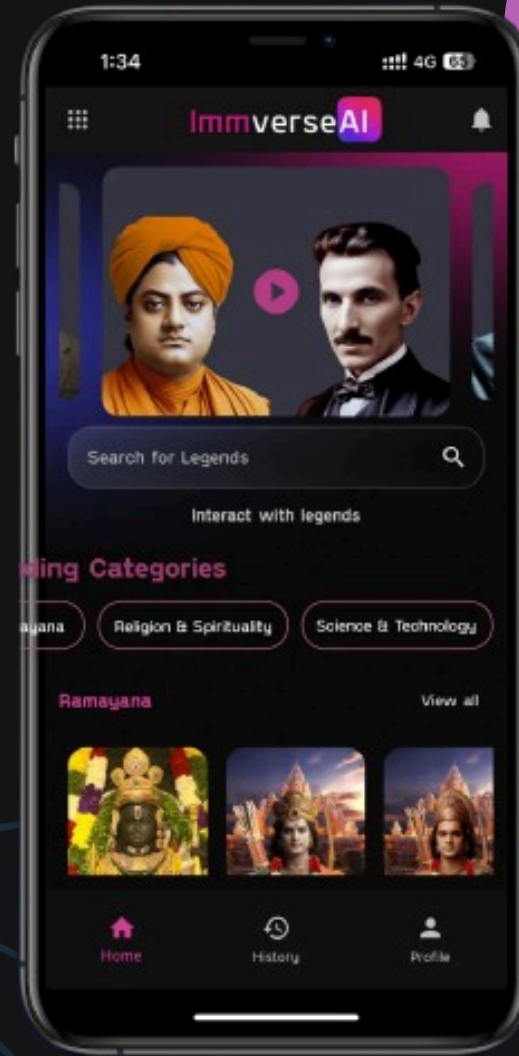 1:34 4G 63
ImmverseAI
Search for Legends
Interact with legends
ding Categories
ayana Religion & Spirituality Science & Technology
Ramayana View all
Home History Profile